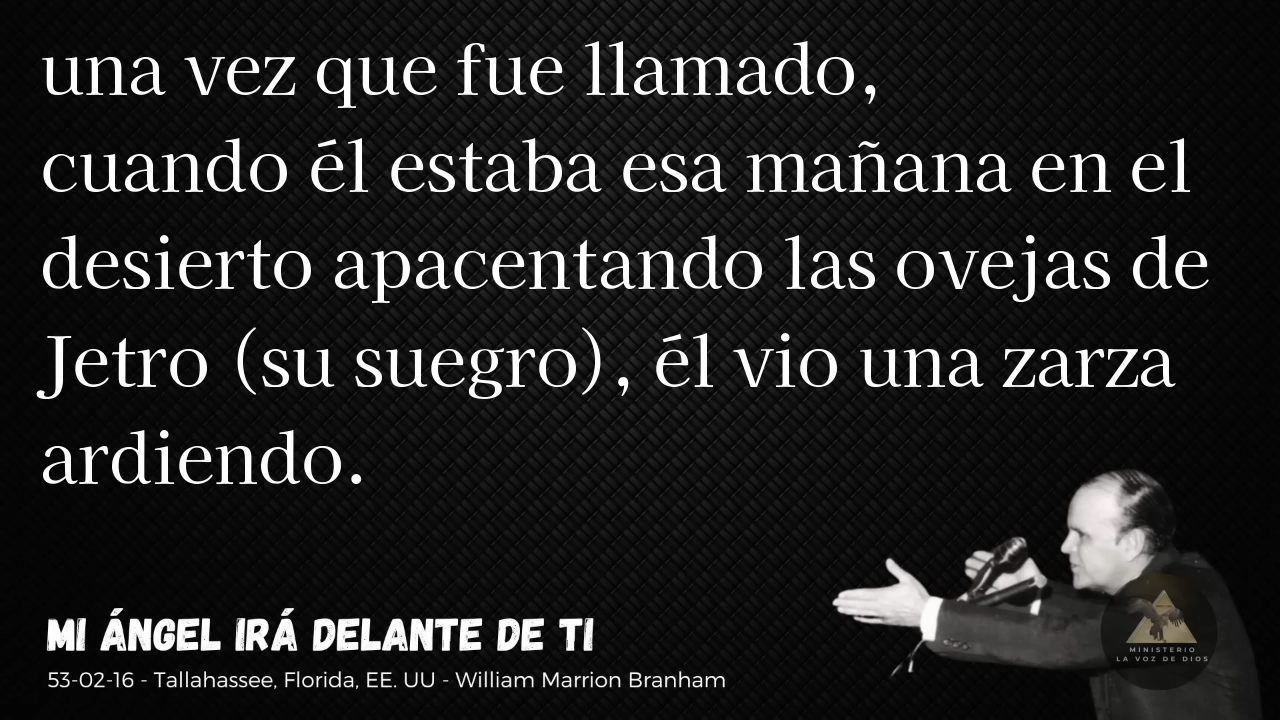 una vez que fue llamado,
cuando él estaba esa mañana en el
desierto apacentando las ovejas de
Jetro (su suegro), él vio una zarza
ardiendo.
MI ÁNGEL IRÁ DELANTE DE TI
53-02-16 - Tallahassee, Florida, EE. UU - William Marrion Branham
MINISTERIO
LA VOZ DE DIOS